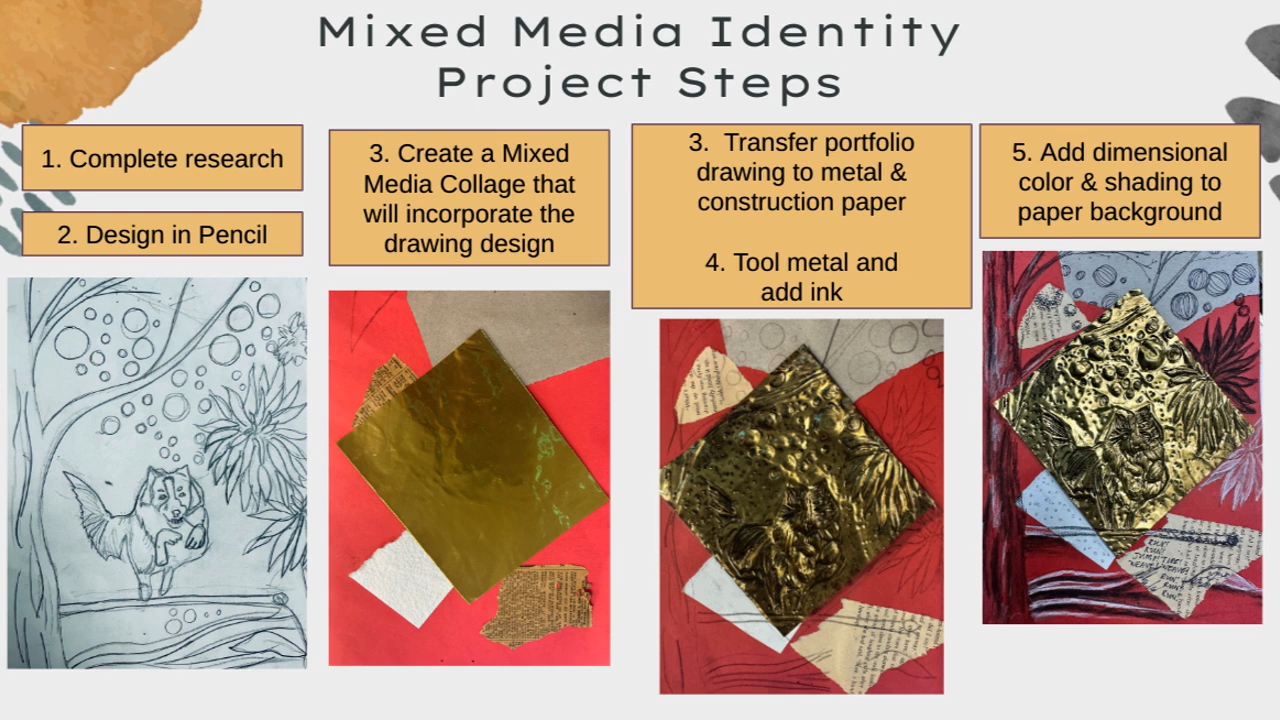 Mixed Media Identity
Project Steps
1. Complete research
2. Design in Pencil
3. Create a Mixed
Media Collage that
will incorporate the
drawing design
3. Transfer portfolio
drawing to metal &
construction paper
4. Tool metal and
add ink
5. Add dimensional
color & shading to
paper background